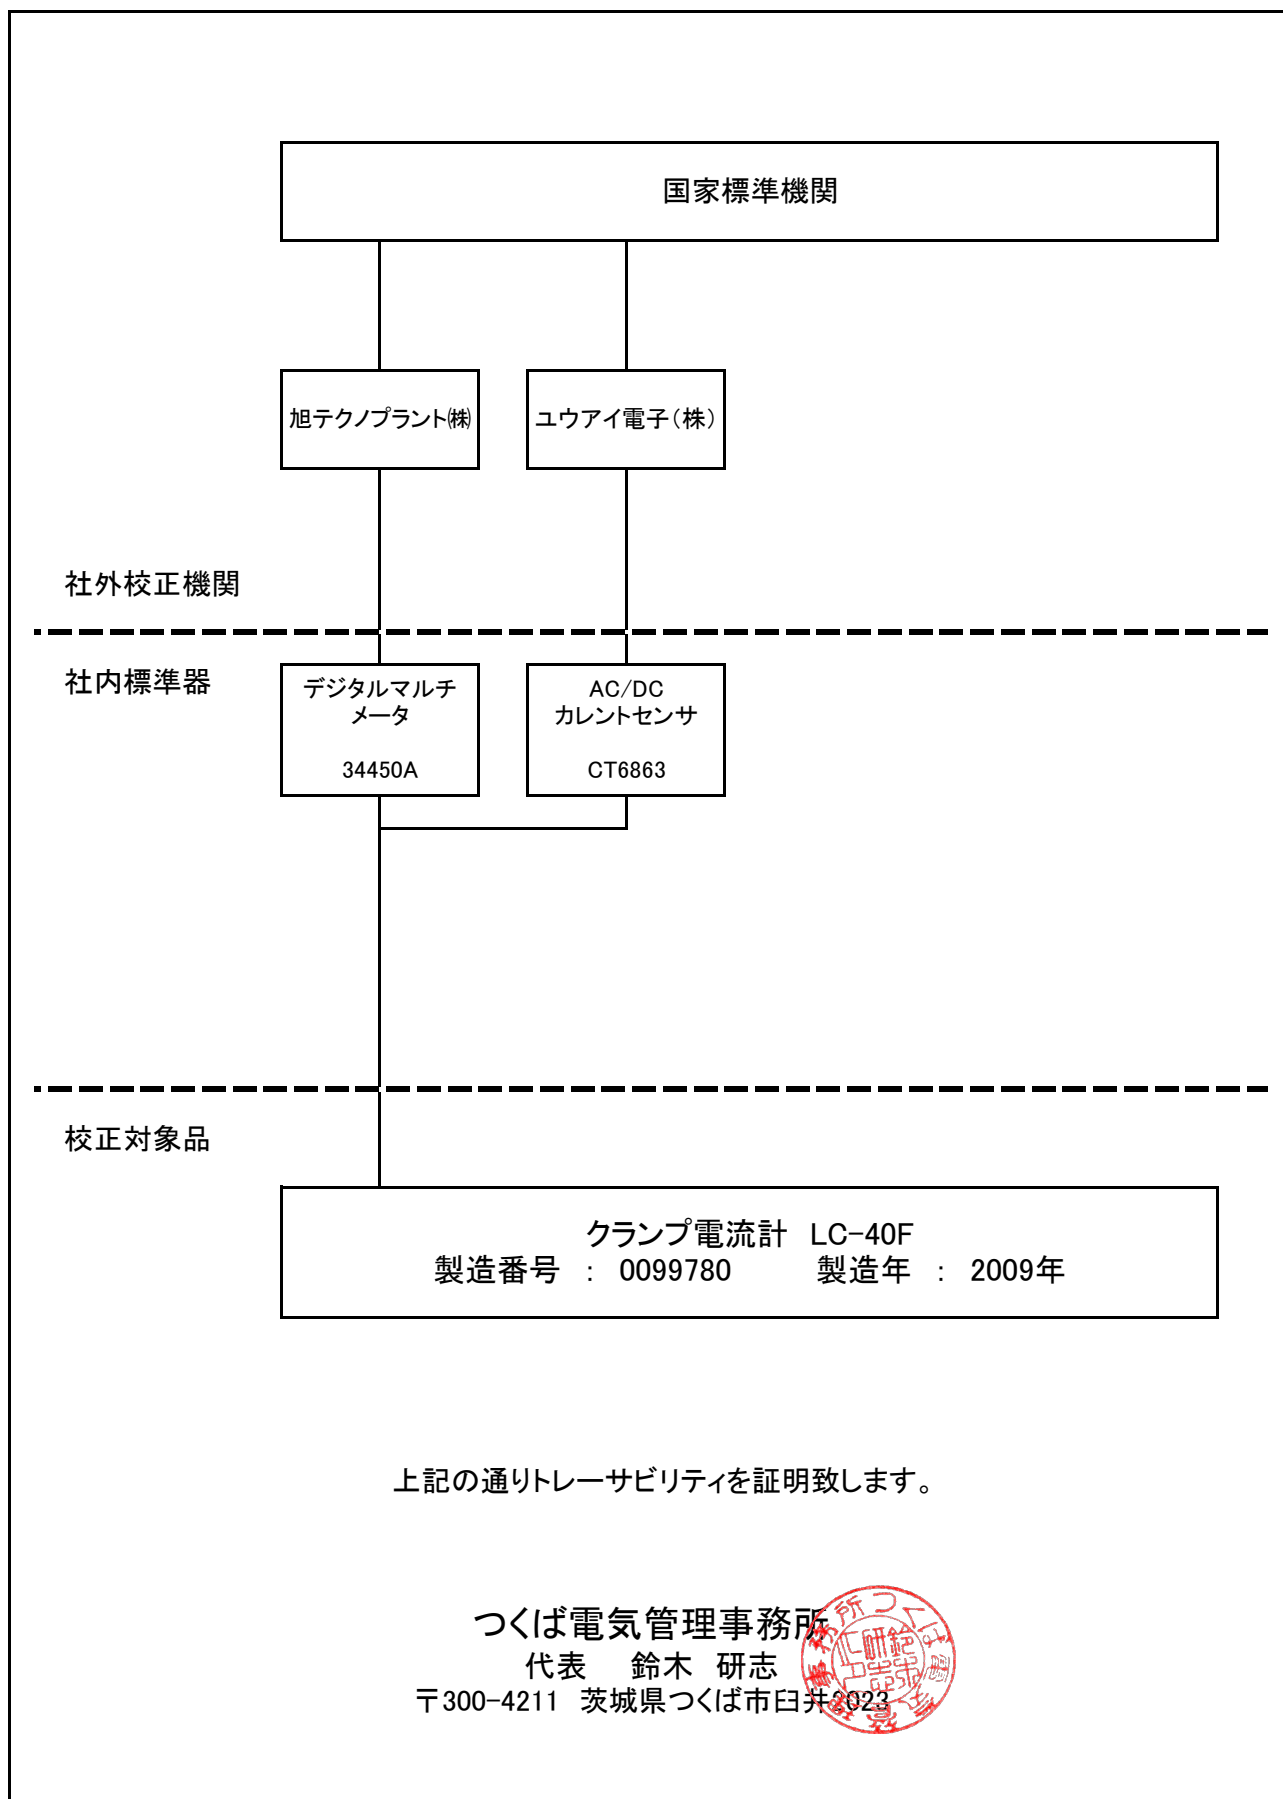 国家標準機関
旭テクノプラント㈱
ユウアイ電子（株）
社外校正機関
社内標準器
デジタルマルチ
メータ
34450A
AC/DC
カレントセンサ
CT6863
校正対象品
クランプ電流計 LC-40F
製造番号 ： 0099780 製造年 ： 2009年
上記の通りトレーサビリティを証明致します。
つくば電気管理事務所
代表 鈴木 研志
〒300-4211 茨城県つくば市臼井2023